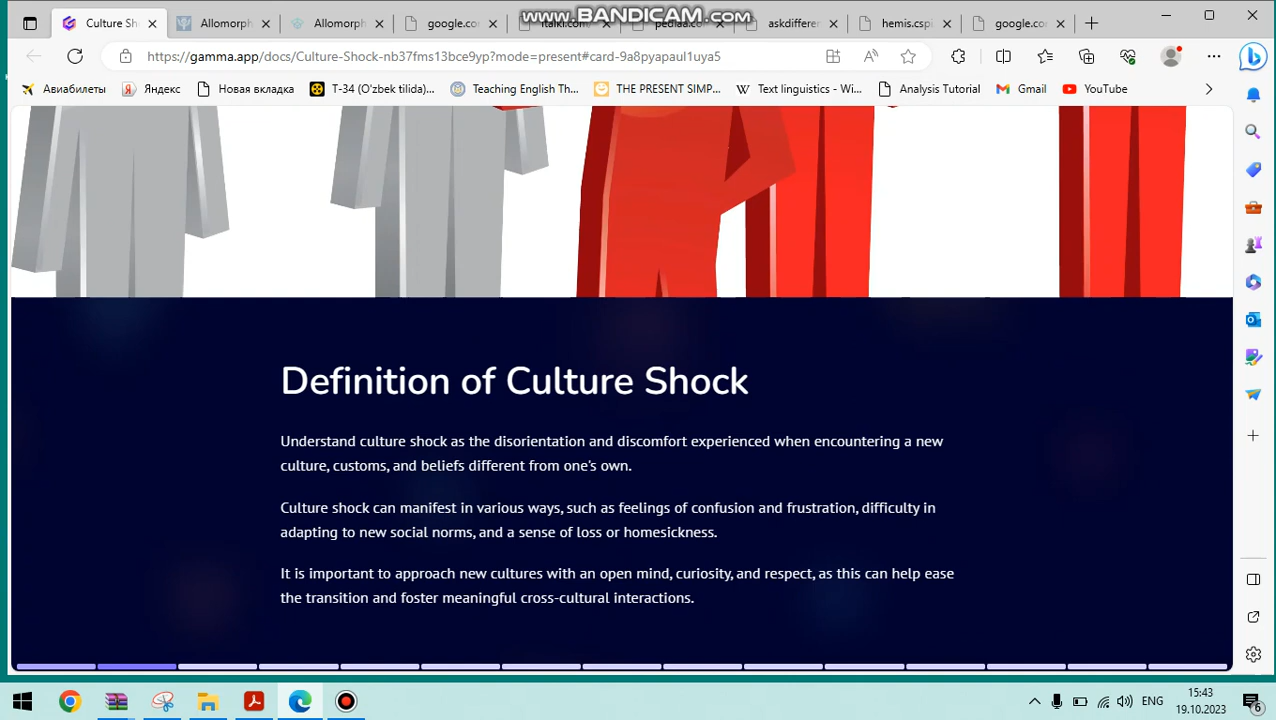 Culture Sh
Allomorph
Allomorph
google.co
italki.com
pediaa.co
askdifferen
hemis.cspi
google.con
www.BANDICAM.com
https://gamma.app/docs/Culture-Shock-nb37fms13bce9yp?mode=present#card-9a8pyapaul1uya5
Авиабилеты
Яндекс
Новая вкладка
T-34 (O'zbek tilida)...
Teaching English Th...
THE PRESENT SIMP...
Text linguistics - Wi...
Analysis Tutorial
Gmail
YouTube
Definition of Culture Shock
Understand culture shock as the disorientation and discomfort experienced when encountering a new
culture, customs, and beliefs different from one's own.
Culture shock can manifest in various ways, such as feelings of confusion and frustration, difficulty in
adapting to new social norms, and a sense of loss or homesickness.
It is important to approach new cultures with an open mind, curiosity, and respect, as this can help ease
the transition and foster meaningful cross-cultural interactions.
ENG
15:43
19.10.2023
6